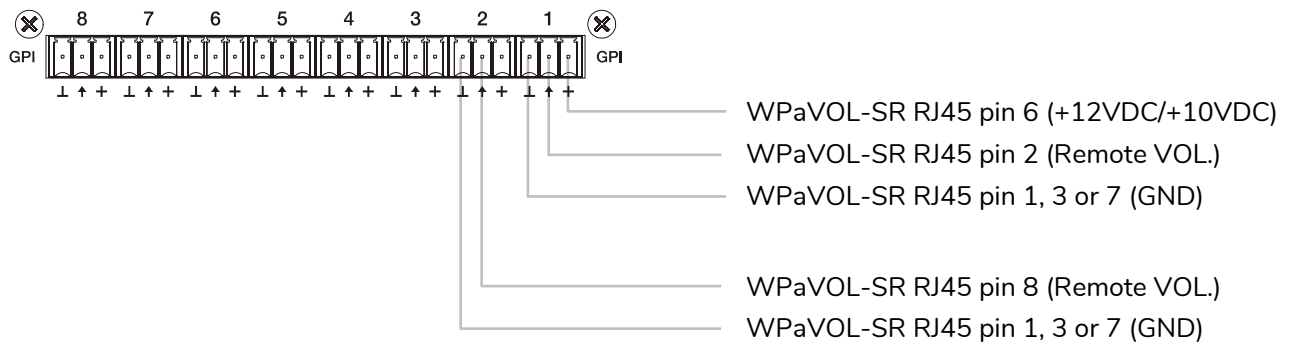 8 7 6 5 4 3 2 1
GPI GPI
⊥ ↑ + ⊥ ↑ + ⊥ ↑ + ⊥ ↑ + ⊥ ↑ + ⊥ ↑ + ⊥ ↑ + ⊥ ↑ +
WPaVOL-SR RJ45 pin 6 (+12VDC/+10VDC)
WPaVOL-SR RJ45 pin 2 (Remote VOL.)
WPaVOL-SR RJ45 pin 1, 3 or 7 (GND)
WPaVOL-SR RJ45 pin 8 (Remote VOL.)
WPaVOL-SR RJ45 pin 1, 3 or 7 (GND)